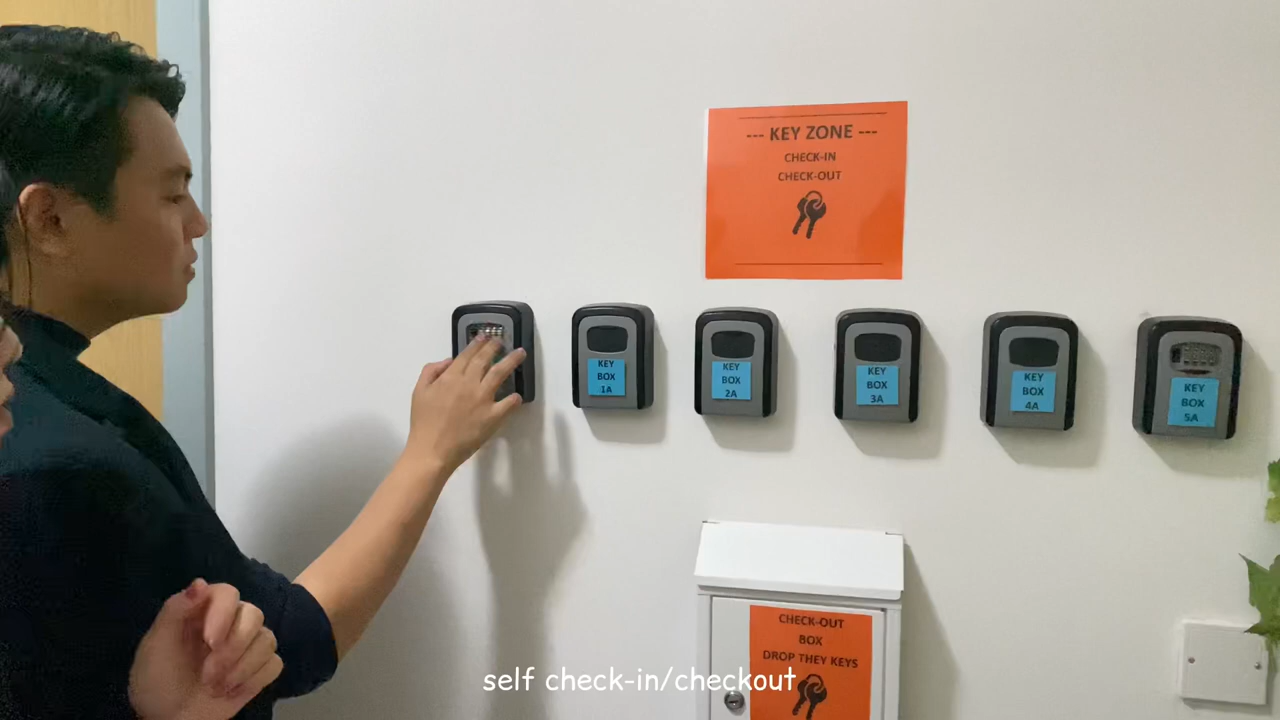 --- KEY ZONE ---
CHECK-IN
CHECK-OUT
KEY
BOX
1A
KEY
BOX
2A
KEY
BOX
3A
KEY
BOX
4A
KEY
BOX
5A
CHECK-OUT
BOX
DROP THEY KEYS
self check-in/checkout